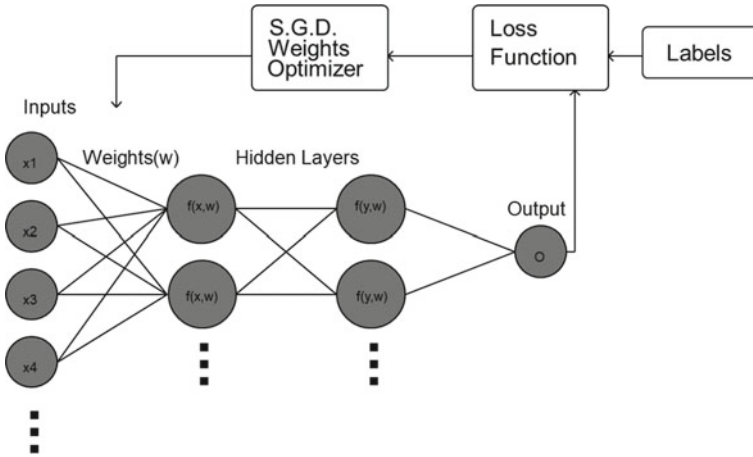 S.G.D.
Weights
Optimizer
Loss
Function
Labels
Inputs
Weights(w)
Hidden Layers
Output
x1
x2
x3
x4
f(x,w)
f(x,w)
f(y,w)
f(y,w)
O